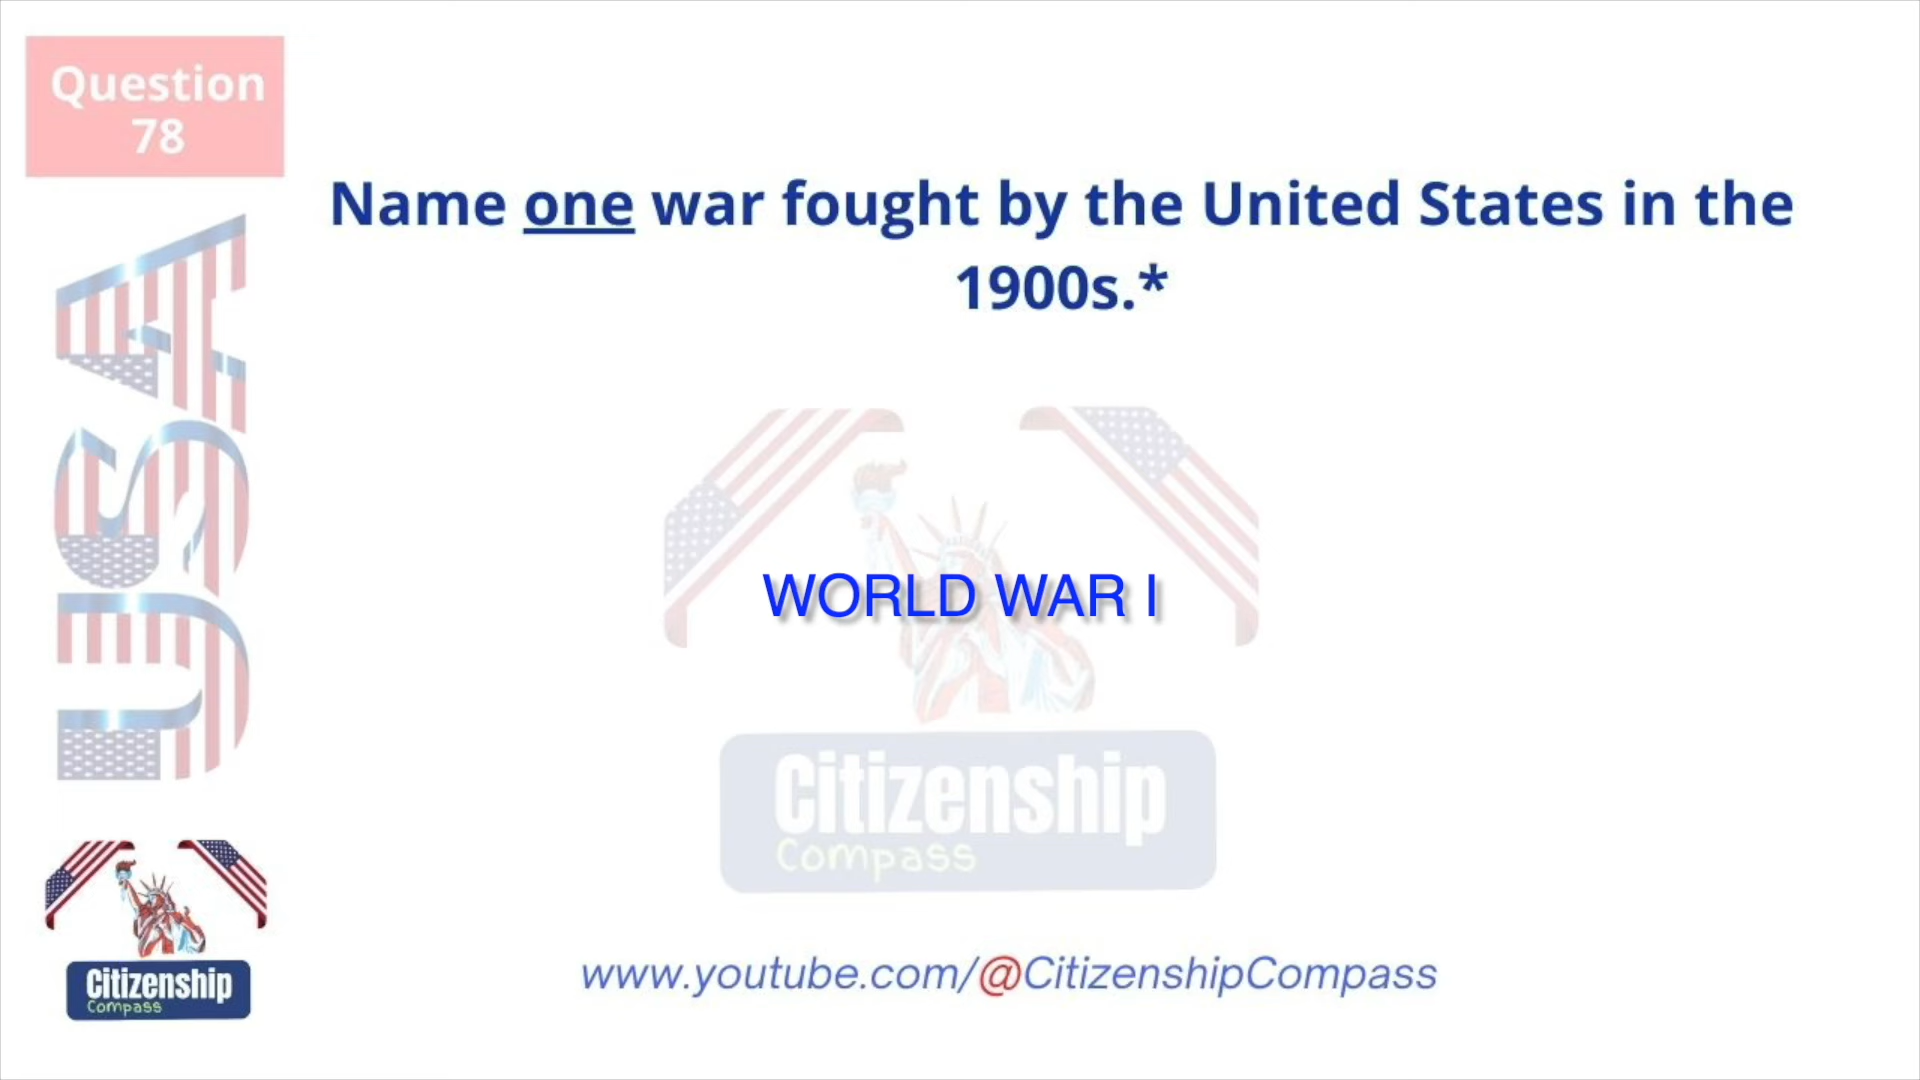 Question
78
Name one war fought by the United States in the
1900s.*
USA
WORLD WAR I
Citizenship
Compass
Citizenship
Compass
www.youtube.com/@CitizenshipCompass